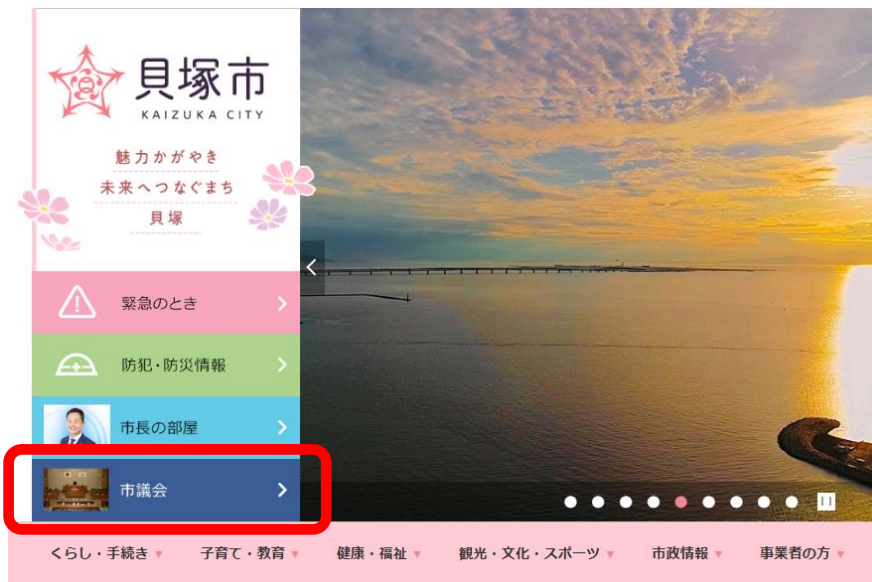 貝塚市
KAIZUKA CITY
魅力かがやき
未来へつなぐまち
貝塚
緊急のとき
防犯・防災情報
市長の部屋
市議会
くらし・手続き
子育て・教育
健康・福祉
観光・文化・スポーツ
市政情報
事業者の方